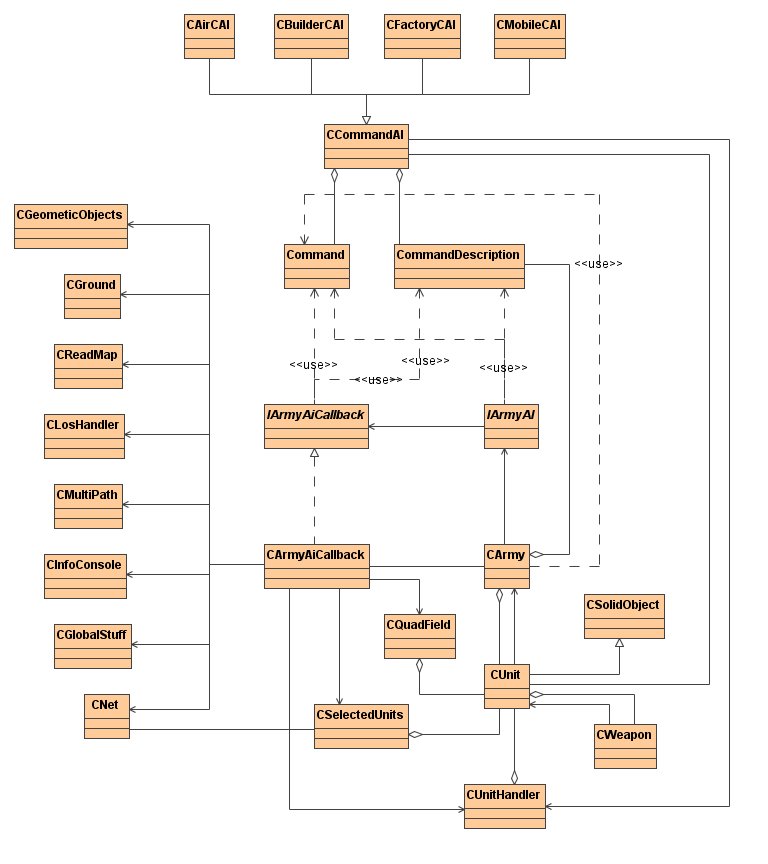 CAirCAI
CBuilderCAI
CFactoryCAI
CMobileCAI
CCommandAI
CGeometicObjects
Command
CommandDescription
<<use>>
CGround
CReadMap
<<use>>
<<use>>
<<use>>
<<use>>
IArmyAiCallback
IArmyAI
CLosHandler
CMultiPath
CArmyAiCallback
CArmy
CInfoConsole
CSolidObject
CQuadField
CGlobalStuff
CUnit
CNet
CSelectedUnits
CWeapon
CUnitHandler